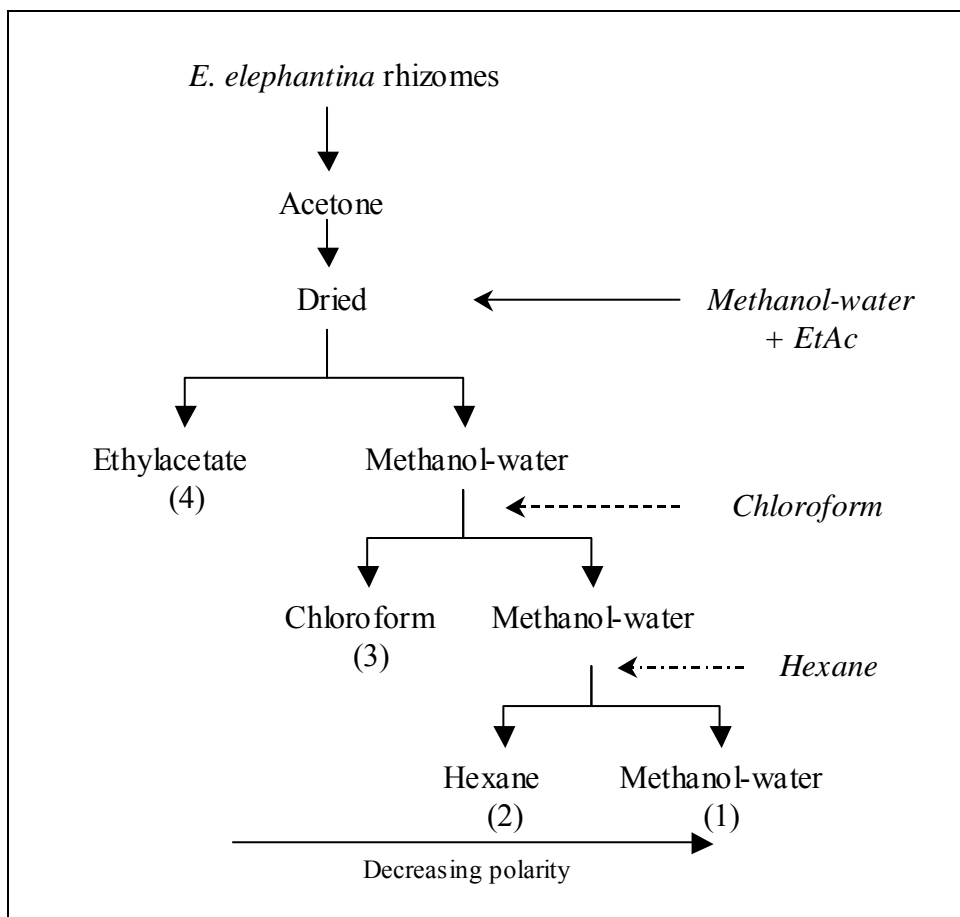 E. elephantina rhizomes
Acetone
Dried
Methanol-water
+ EtAc
Ethylacetate
(4)
Methanol-water
Chloroform
Chloroform
(3)
Methanol-water
Hexane
Hexane
(2)
Methanol-water
(1)
Decreasing polarity